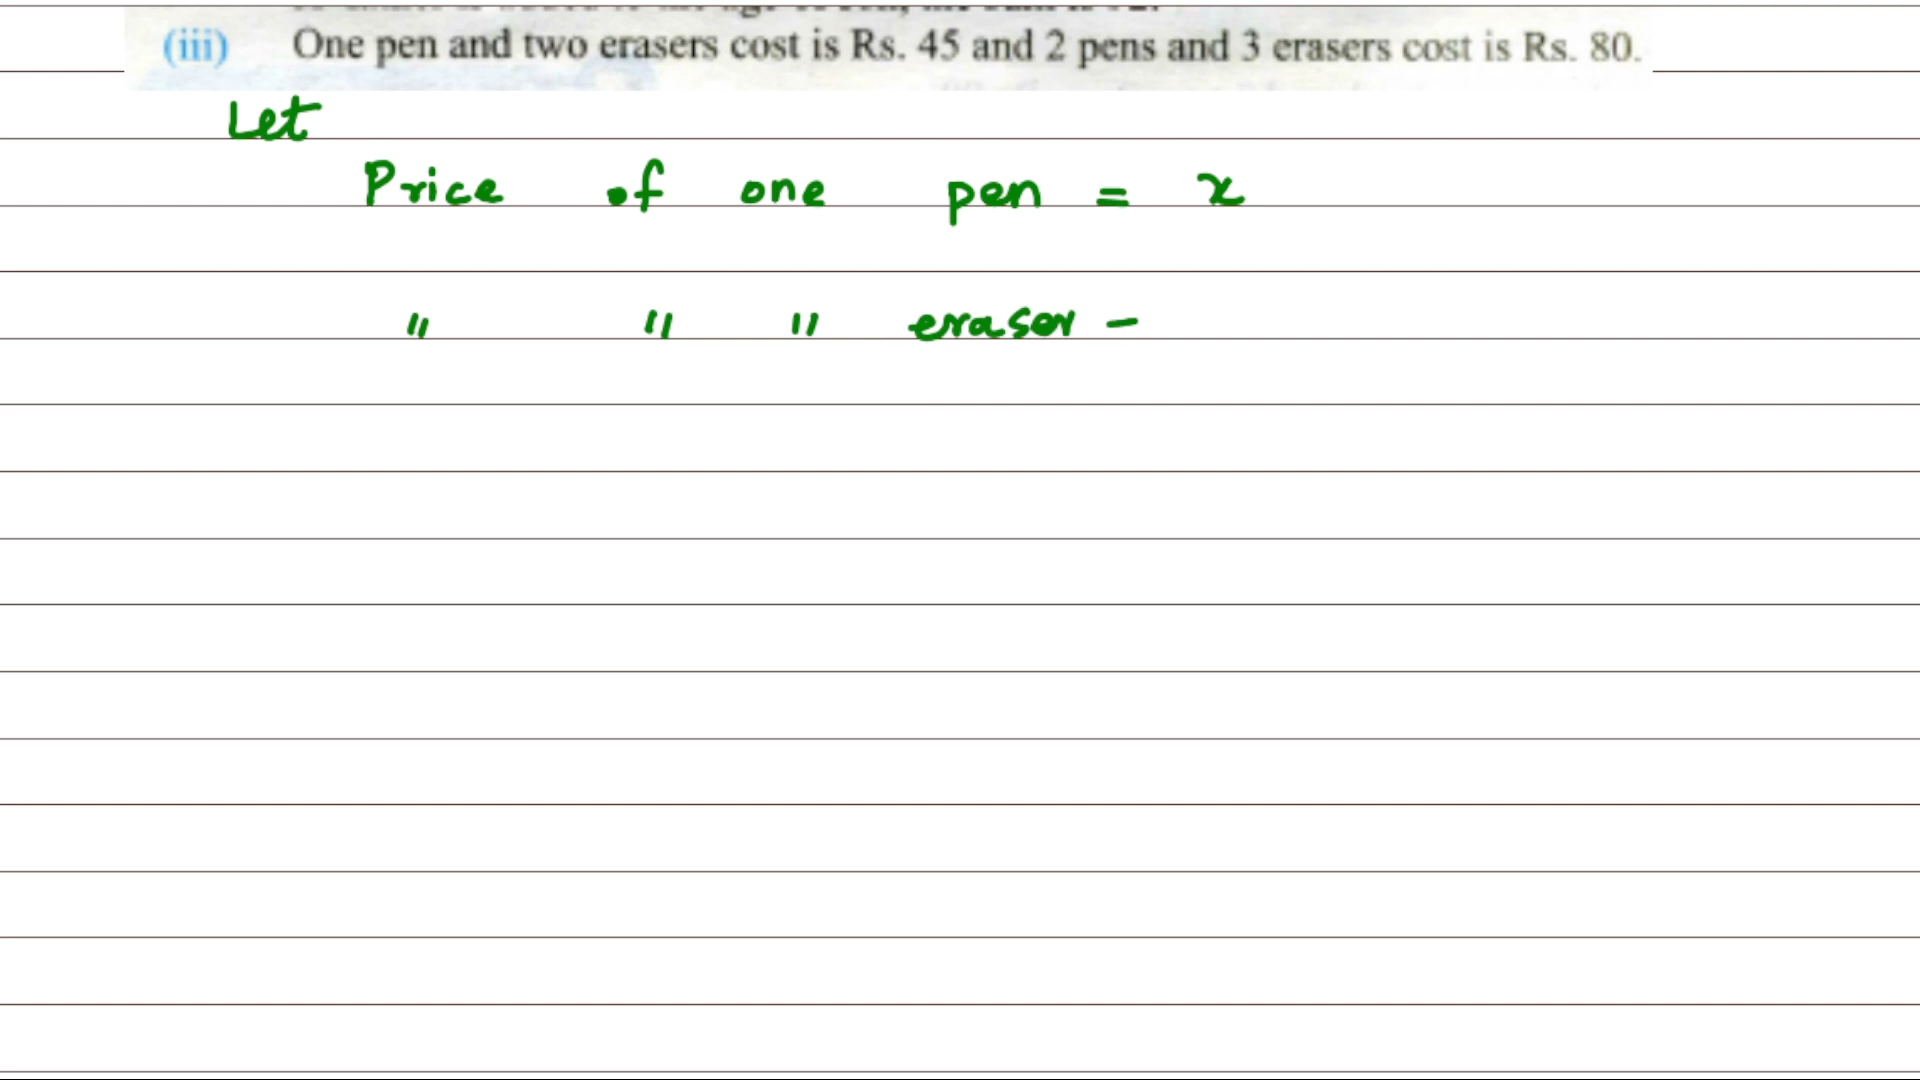 (iii) One pen and two erasers cost is Rs. 45 and 2 pens and 3 erasers cost is Rs. 80.
Let
Price of one pen = x
" " " eraser -